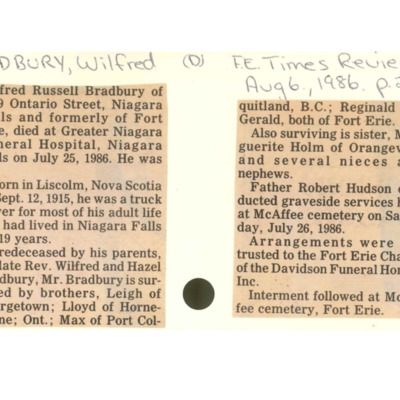 DBURY, Wilfred (D) F.E. Times Revie
Aug 6, 1986. p.
fred Russell Bradbury of
9 Ontario Street, Niagara
ls and formerly of Fort
e, died at Greater Niagara
neral Hospital, Niagara
ls on July 25, 1986. He was
orn in Liscolm, Nova Scotia
Sept. 12, 1915, he was a truck
ver for most of his adult life
had lived in Niagara Falls
19 years.
redeceased by his parents,
late Rev. Wilfred and Hazel
dbury, Mr. Bradbury is sur-
ed by brothers, Leigh of
rgetown; Lloyd of Horne-
ne; Ont.; Max of Port Col-
quitland, B.C.; Reginald
Gerald, both of Fort Erie.
Also surviving is sister, M
guerite Holm of Orangev
and several nieces a
nephews.
Father Robert Hudson c
ducted graveside services h
at McAffee cemetery on Sa
day, July 26, 1986.
Arrangements were
trusted to the Fort Erie Cha
of the Davidson Funeral Hom
Inc.
Interment followed at Mc
fee cemetery, Fort Erie.